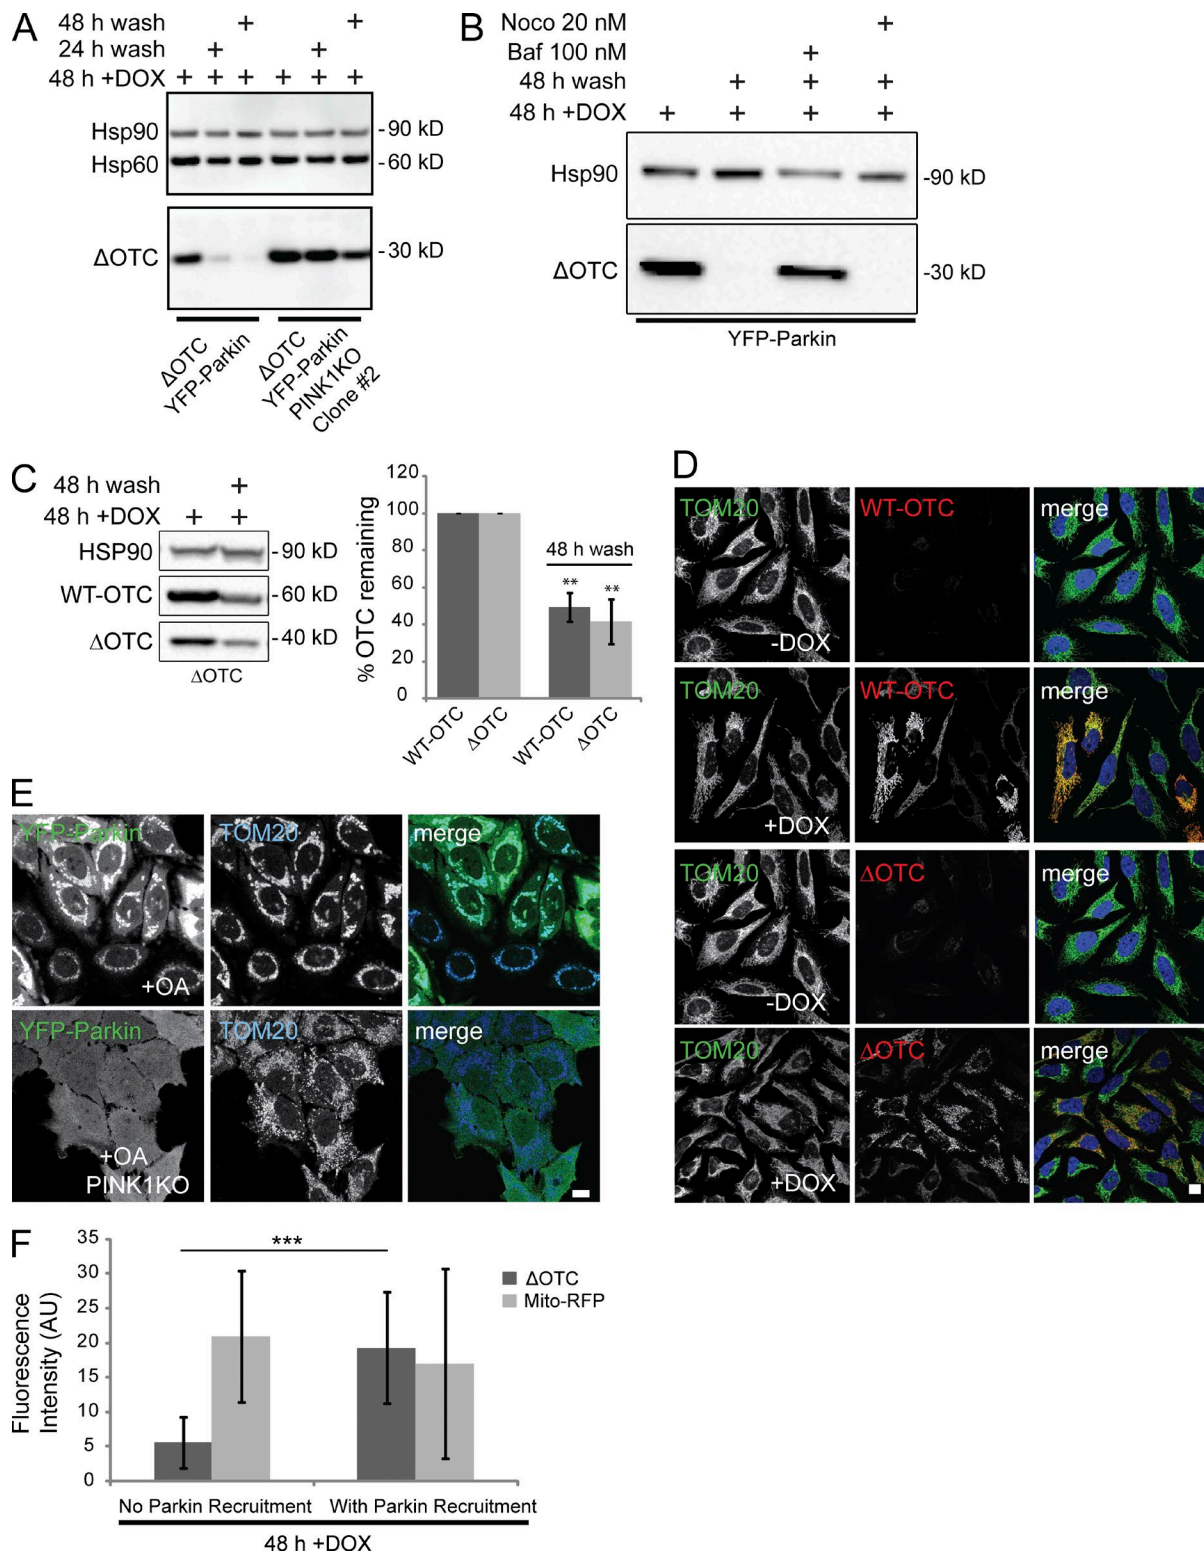 A
48 h wash + +
24 h wash + +
48 h +DOX + + + + + +
Hsp90
- 90 kD
Hsp60
- 60 kD
ΔOTC
- 30 kD
ΔOTC
YFP-Parkin
ΔOTC
YFP-Parkin
PINK1KO
Clone #2
B
Noco 20 nM +
Baf 100 nM +
48 h wash + + +
48 h +DOX + + + +
Hsp90
-90 kD
ΔOTC
-30 kD
YFP-Parkin
C
48 h wash +
48 h +DOX + +
HSP90
- 90 kD
WT-OTC
- 60 kD
ΔOTC
- 40 kD
ΔOTC
% OTC remaining
120
100
80
60
40
20
0
48 h wash
** **
WT-OTC
ΔOTC
WT-OTC
ΔOTC
D
TOM20 WT-OTC merge
-DOX
TOM20 WT-OTC merge
+DOX
TOM20 ΔOTC merge
-DOX
TOM20 ΔOTC merge
+DOX
E
YFP-Parkin TOM20 merge
+OA
YFP-Parkin TOM20 merge
+OA
PINK1KO
F
Fluorescence
Intensity (AU)
35
30
25
20
15
10
5
0
***
ΔOTC
Mito-RFP
No Parkin Recruitment With Parkin Recruitment
48 h +DOX